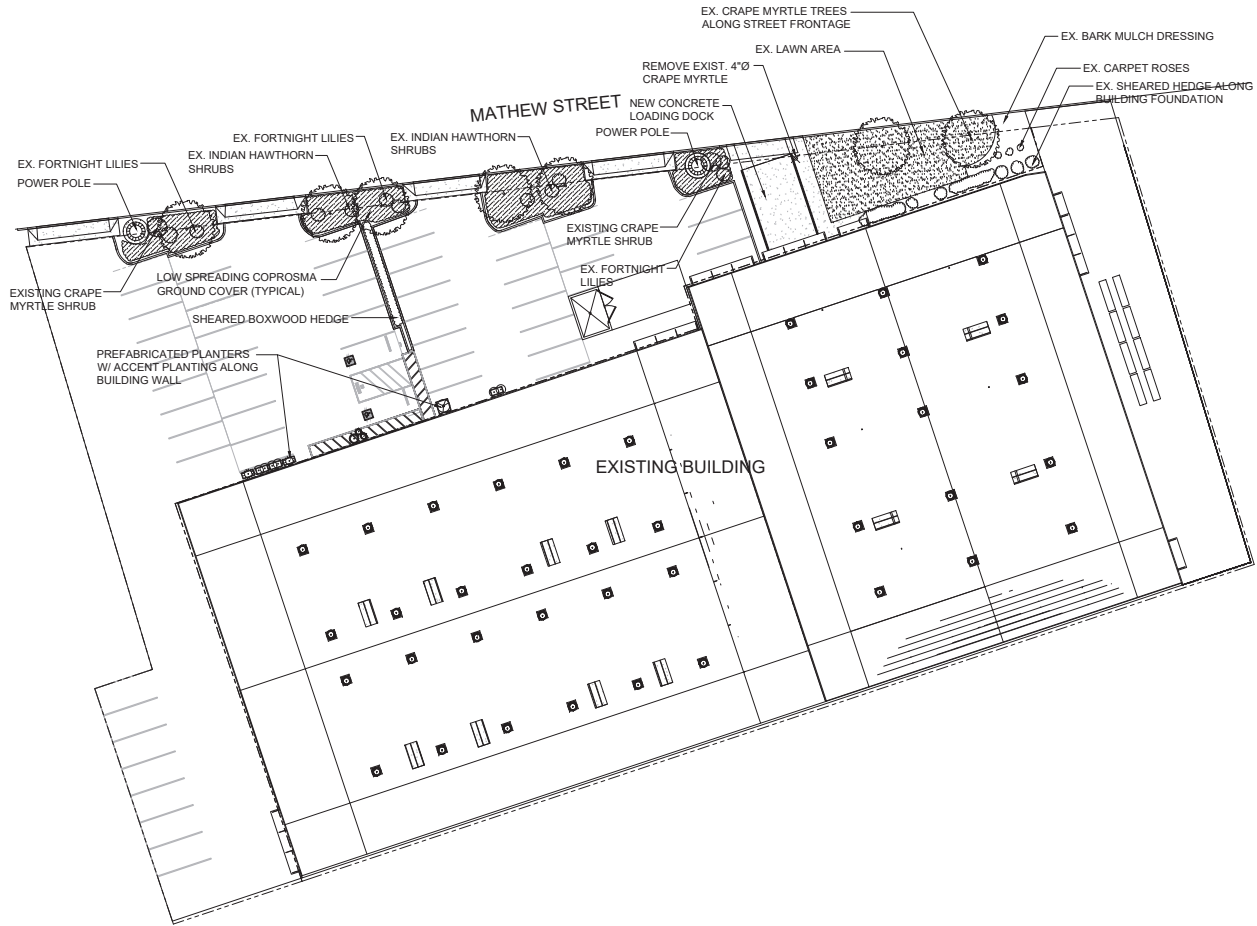 EX. CRAPE MYRTLE TREES
ALONG STREET FRONTAGE
EX. BARK MULCH DRESSING
EX. LAWN AREA
REMOVE EXIST. 4"Ø
CRAPE MYRTLE
EX. CARPET ROSES
EX. SHEARED HEDGE ALONG
BUILDING FOUNDATION
MATHEW STREET
NEW CONCRETE
LOADING DOCK
POWER POLE
EX. FORTNIGHT LILIES
EX. INDIAN HAWTHORN
SHRUBS
EX. INDIAN HAWTHORN
SHRUBS
EX. FORTNIGHT LILIES
POWER POLE
EXISTING CRAPE
MYRTLE SHRUB
EX. FORTNIGHT
LILIES
LOW SPREADING COPROSMA
GROUND COVER (TYPICAL)
EXISTING CRAPE
MYRTLE SHRUB
SHEARED BOXWOOD HEDGE
PREFABRICATED PLANTERS
W/ ACCENT PLANTING ALONG
BUILDING WALL
EXISTING BUILDING